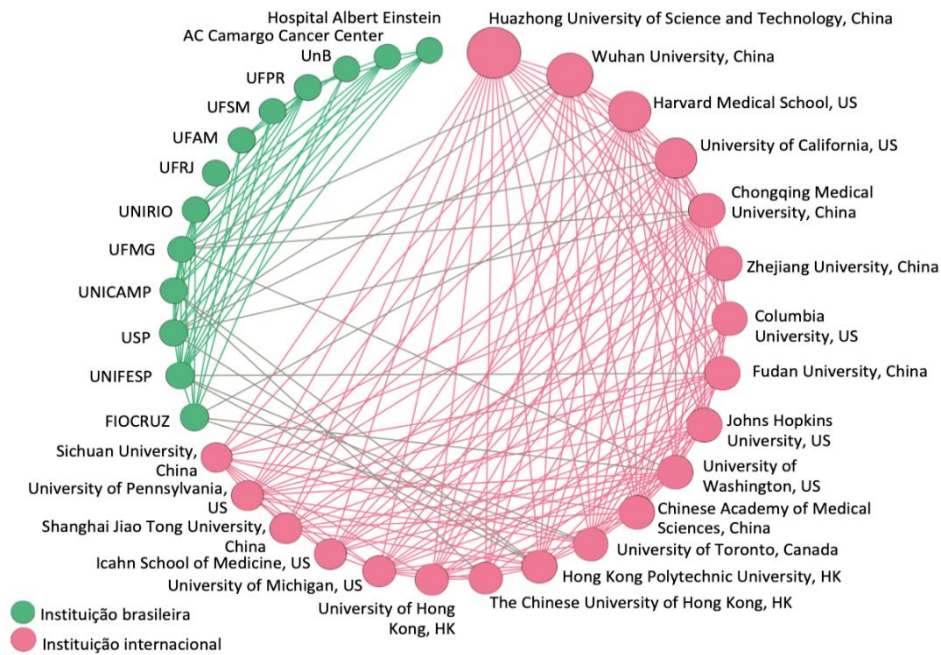 Hospital Albert Einstein
AC Camargo Cancer Center
UnB
UFPR
UFSM
UFAM
UFRJ
UNIRIO
UFMG
UNICAMP
USP
UNIFESP
FIOCRUZ
Huazhong University of Science and Technology, China
Wuhan University, China
Harvard Medical School, US
University of California, US
Chongqing Medical
University, China
Zhejiang University, China
Columbia
University, US
Fudan University, China
Johns Hopkins
University, US
University of
Washington, US
Chinese Academy of Medical
Sciences, China
University of Toronto, Canada
Hong Kong Polytechnic University, HK
The Chinese University of Hong Kong, HK
University of Hong
Kong, HK
University of Michigan, US
Icahn School of Medicine, US
Shanghai Jiao Tong University,
China
University of Pennsylvania,
US
Sichuan University,
China
Instituição brasileira
Instituição internacional